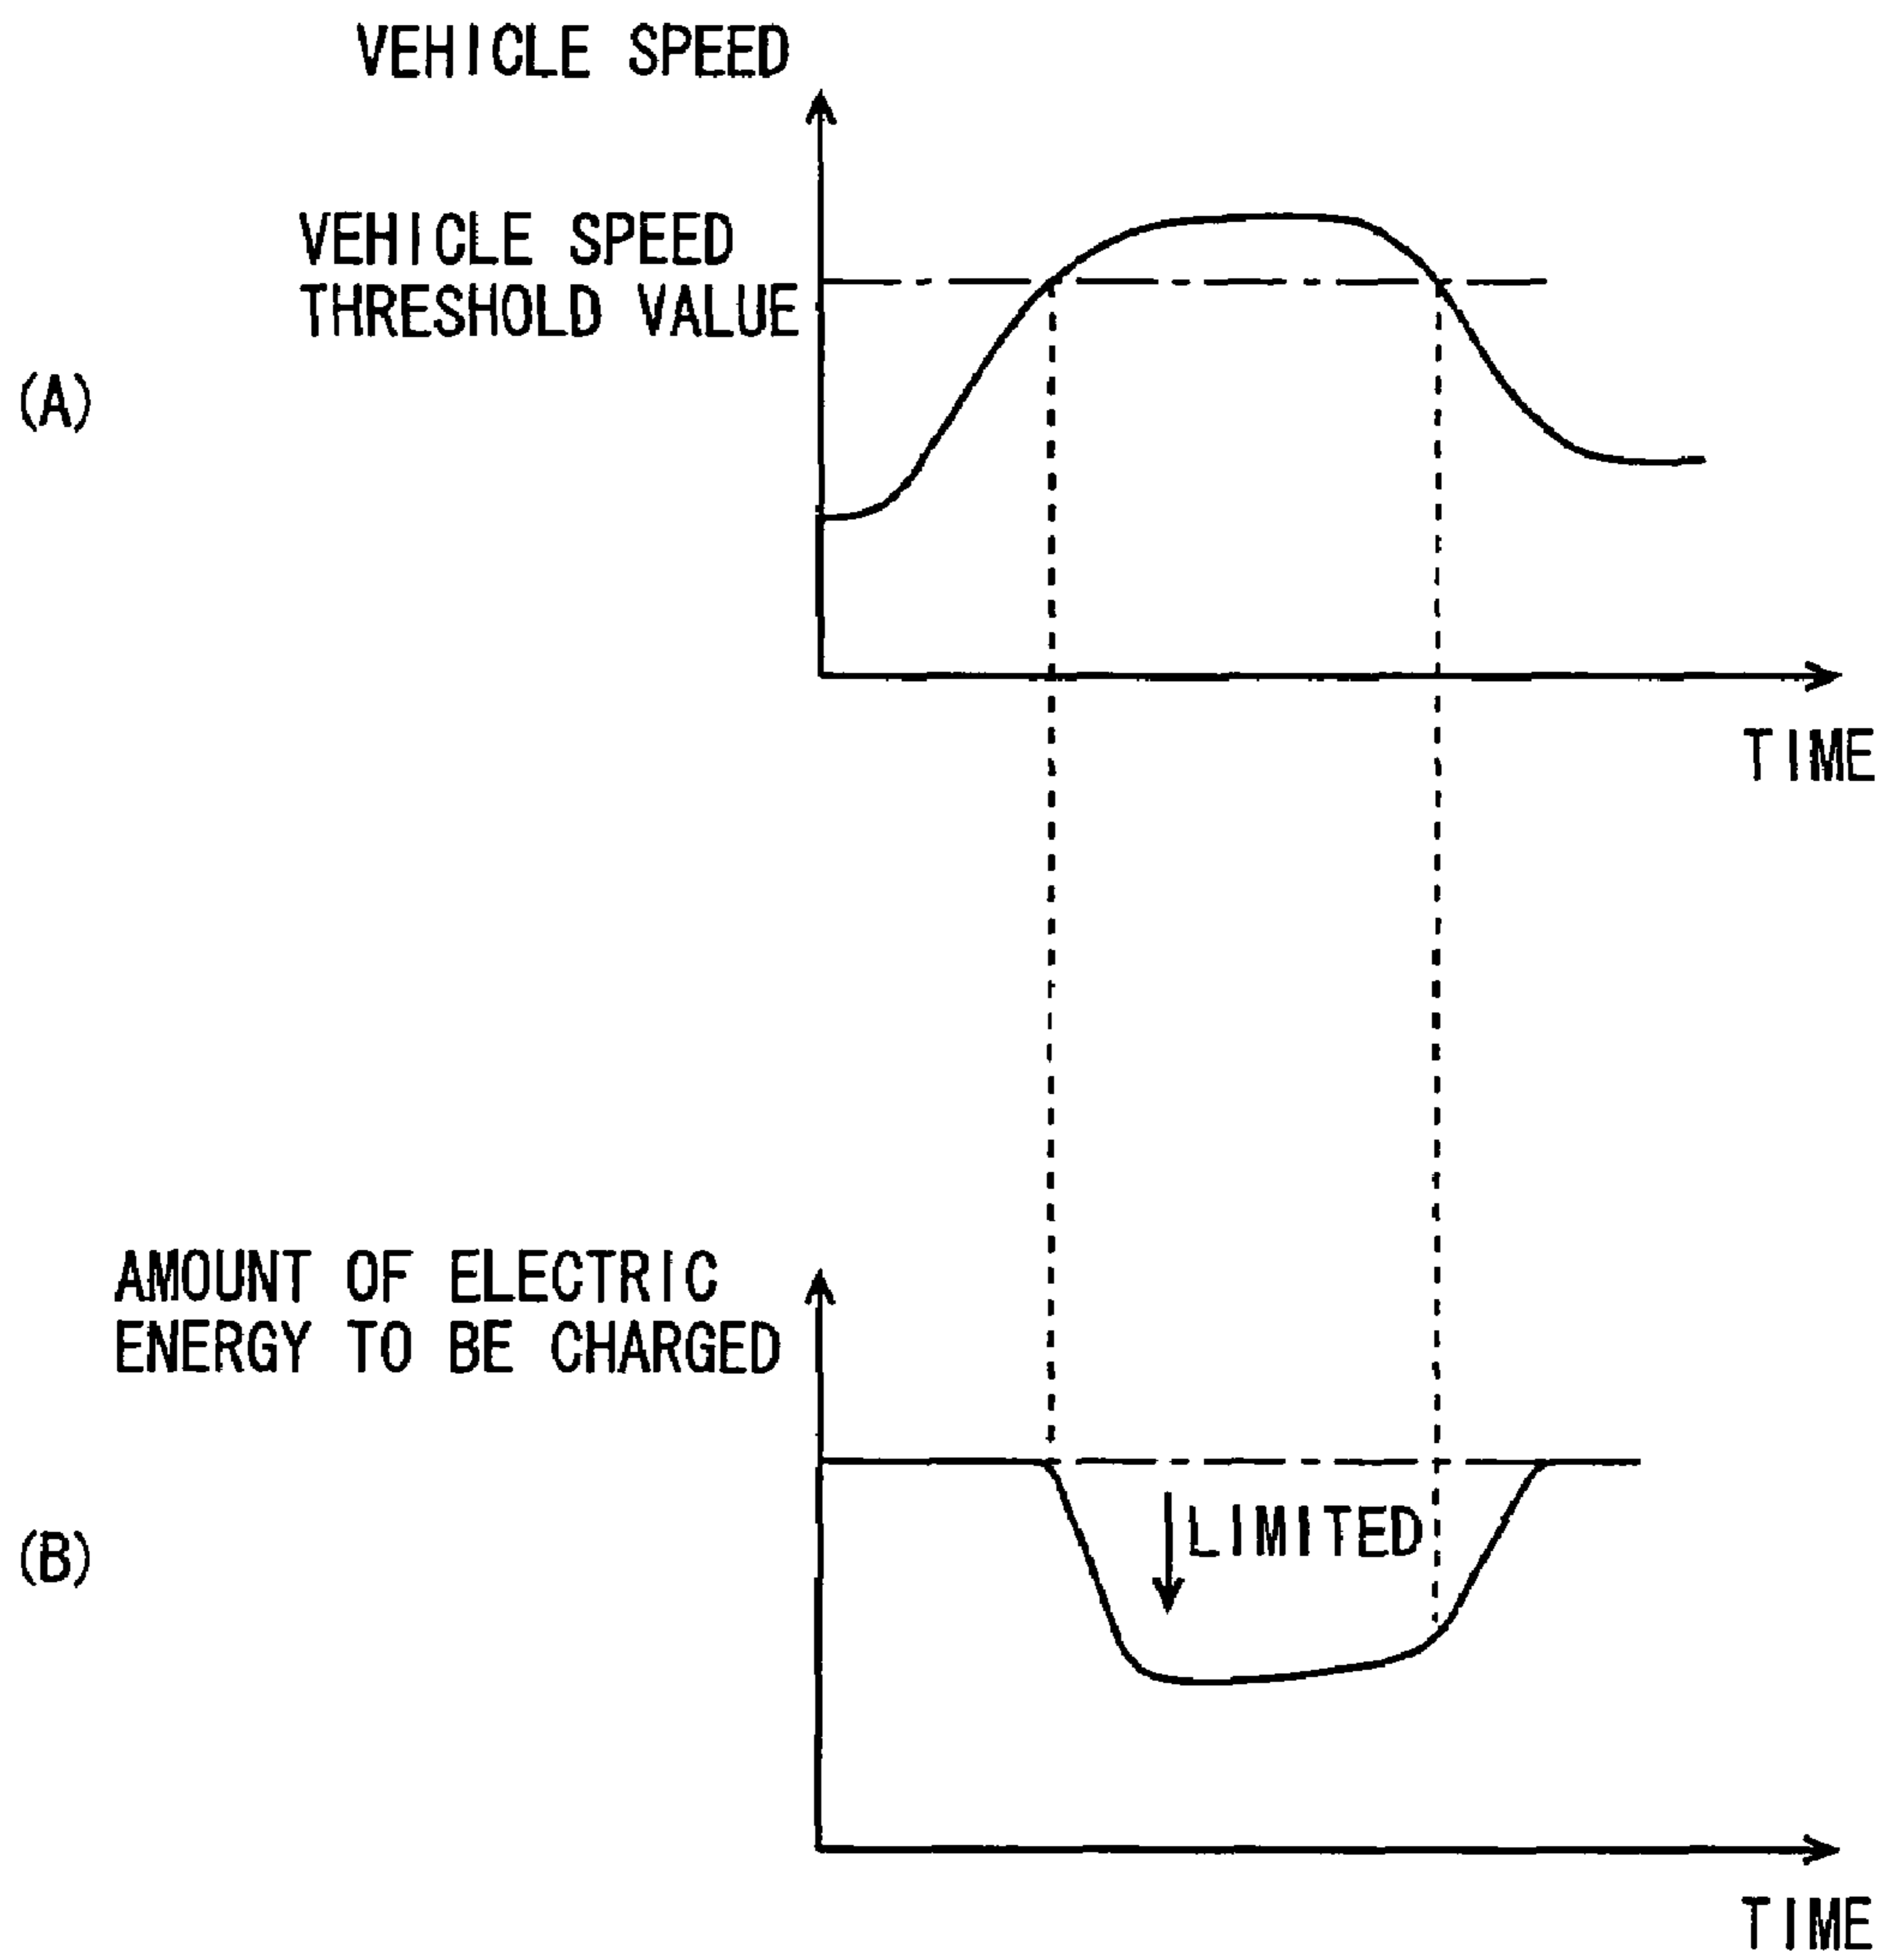 VEHICLE SPEED
VEHICLE SPEED
THRESHOLD VALUE
(A)
TIME
AMOUNT OF ELECTRIC
ENERGY TO BE CHARGED
LIMITED
(B)
TIME